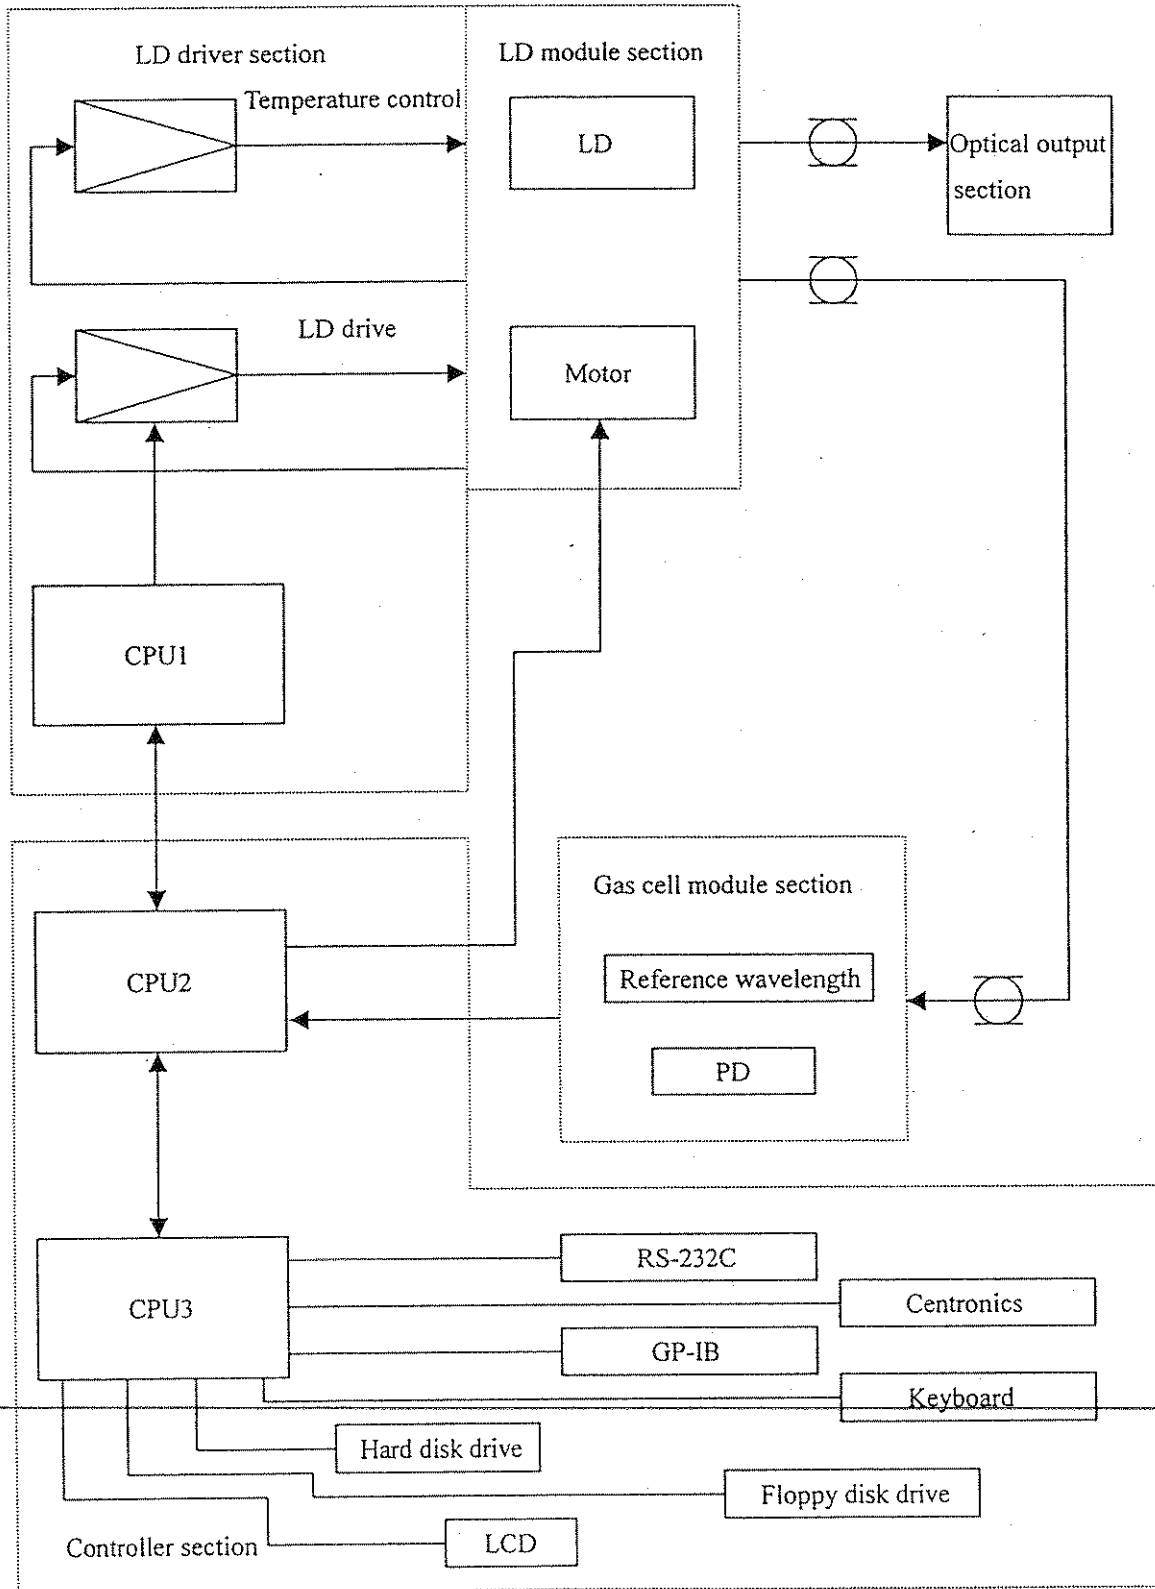 LD driver section
LD module section
Temperature control
LD
Optical output
section
LD drive
Motor
CPU1
Gas cell module section
CPU2
Reference wavelength
PD
RS-232C
CPU3
Centronics
GP-IB
Keyboard
Hard disk drive
Floppy disk drive
LCD
Controller section